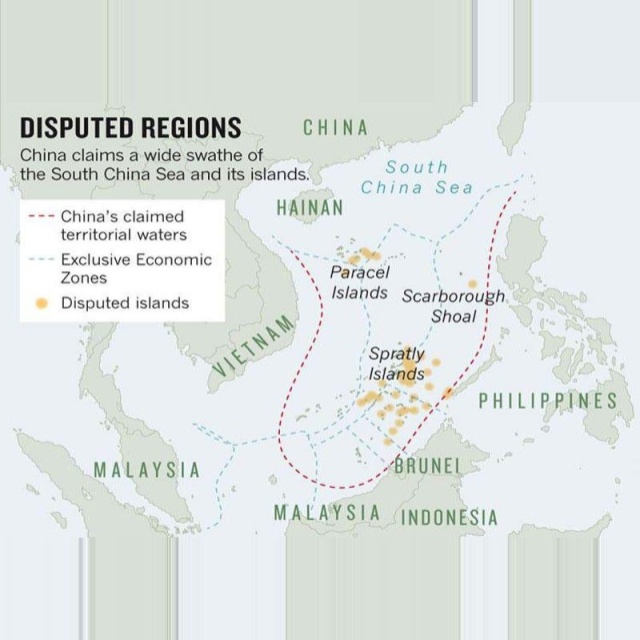 DISPUTED REGIONS
China claims a wide swathe of
the South China Sea and its islands.
China's claimed
territorial waters
Exclusive Economic
Zones
Disputed islands
CHINA
South
China Sea
HAINAN
Paracel
Islands
Scarborough
Shoal
VIETNAM
Spratly
Islands
PHILIPPINES
MALAYSIA
BRUNEI
MALAYSIA
INDONESIA